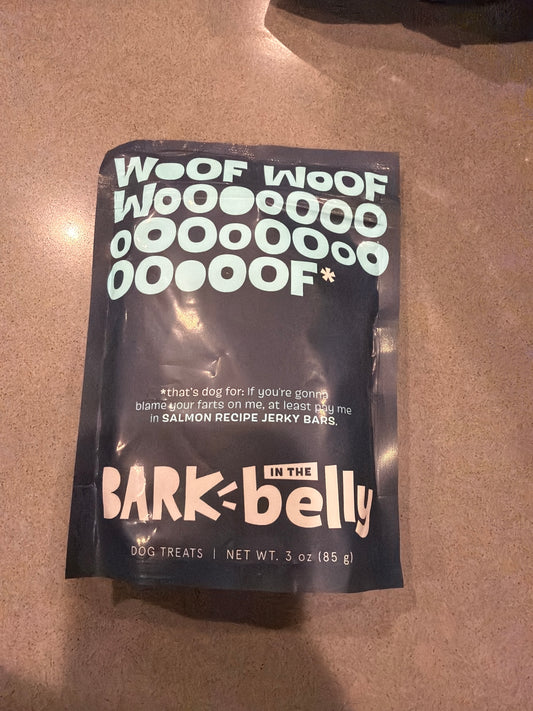 WOOF WOOF
WOOOOOOOO
OOOOOOOOO
OOOOOOF*
*that's dog for: If you're gonna
blame your farts on me, at least pay me
in SALMON RECIPE JERKY BARS.
BARK IN THE belly
DOG TREATS | NET WT. 3 oz (85 g)